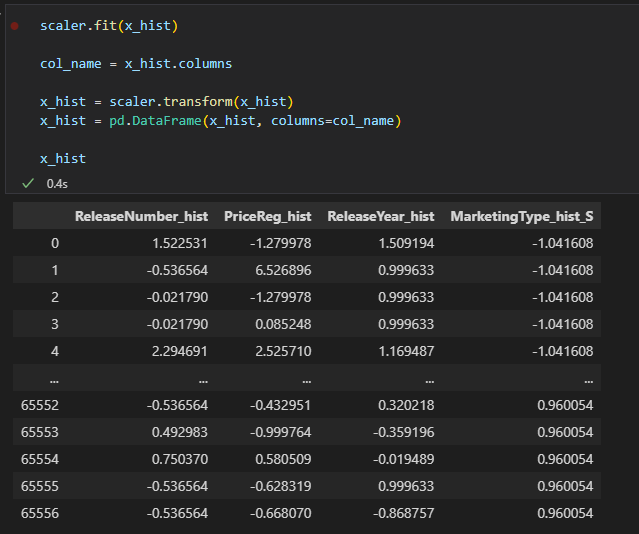 scaler.fit(x_hist)
col_name = x_hist.columns
x_hist = scaler.transform(x_hist)
x_hist = pd.DataFrame(x_hist, columns=col_name)
x_hist
0.4s
ReleaseNumber_hist PriceReg_hist ReleaseYear_hist MarketingType_hist_S
0 1.522531 -1.279978 1.509194 -1.041608
1 -0.536564 6.526896 0.999633 -1.041608
2 -0.021790 -1.279978 0.999633 -1.041608
3 -0.021790 0.085248 0.999633 -1.041608
4 2.294691 2.525710 1.169487 -1.041608
... ... ... ... ...
65552 -0.536564 -0.432951 0.320218 0.960054
65553 0.492983 -0.999764 -0.359196 0.960054
65554 0.750370 0.580509 -0.019489 0.960054
65555 -0.536564 -0.628319 0.999633 0.960054
65556 -0.536564 -0.668070 -0.868757 0.960054